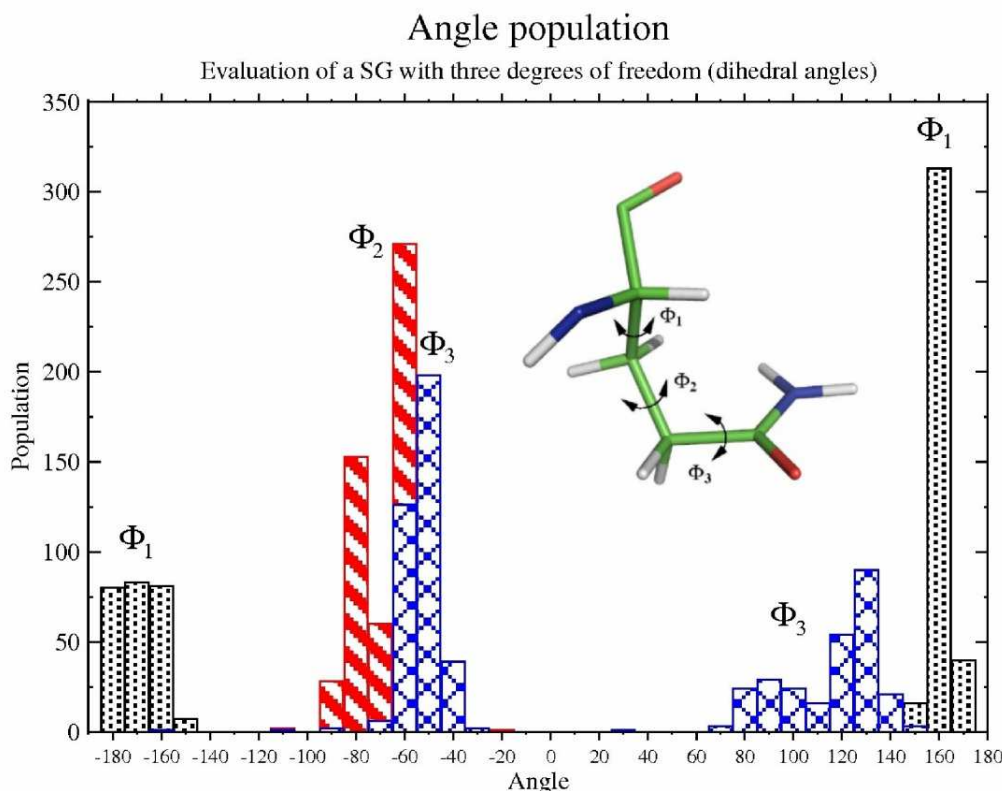 Angle population
Evaluation of a SG with three degrees of freedom (dihedral angles)
350
300
250
200
150
100
50
0
Population
Φ1
Φ2
Φ3
Φ3
Φ1
Φ1
Φ2
Φ3
-180 -160 -140 -120 -100 -80 -60 -40 -20 0 20 40 60 80 100 120 140 160 180
Angle